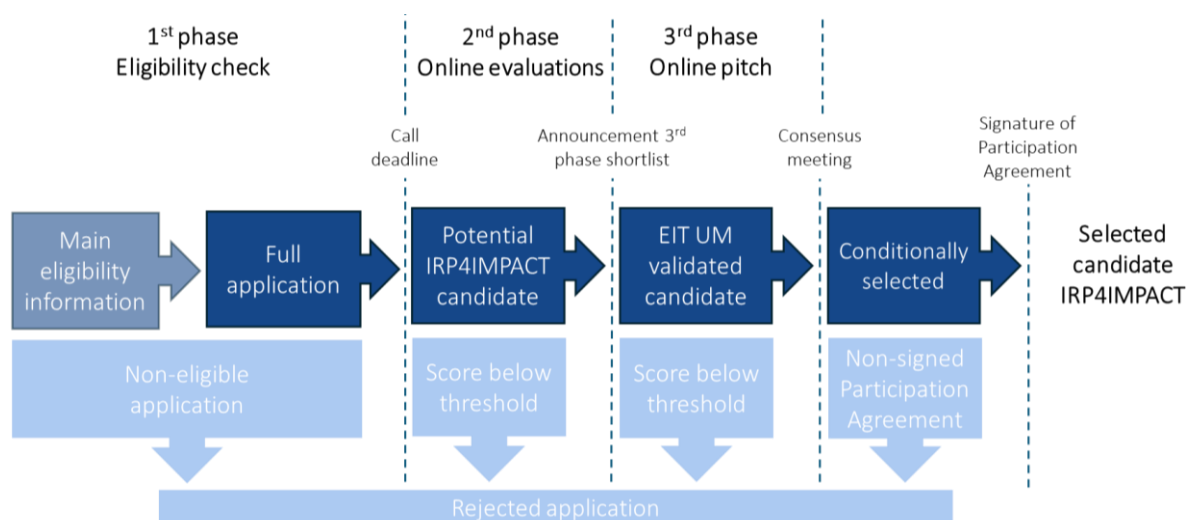 1st phase
Eligibility check
2nd phase
Online evaluations
3rd phase
Online pitch
Call
deadline
Announcement 3rd
phase shortlist
Consensus
meeting
Signature of
Participation
Agreement
Main
eligibility
information
Full
application
Potential
IRP4IMPACT
candidate
EIT UM
validated
candidate
Conditionally
selected
Selected
candidate
IRP4IMPACT
Non-eligible
application
Score below
threshold
Score below
threshold
Non-signed
Participation
Agreement
Rejected application